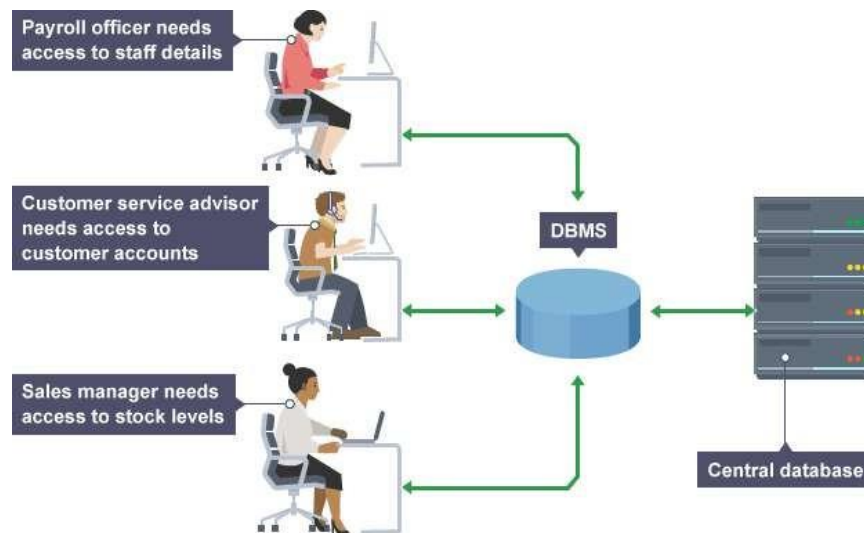 Payroll officer needs
access to staff details
Customer service advisor
needs access to
customer accounts
DBMS
Sales manager needs
access to stock levels
Central database